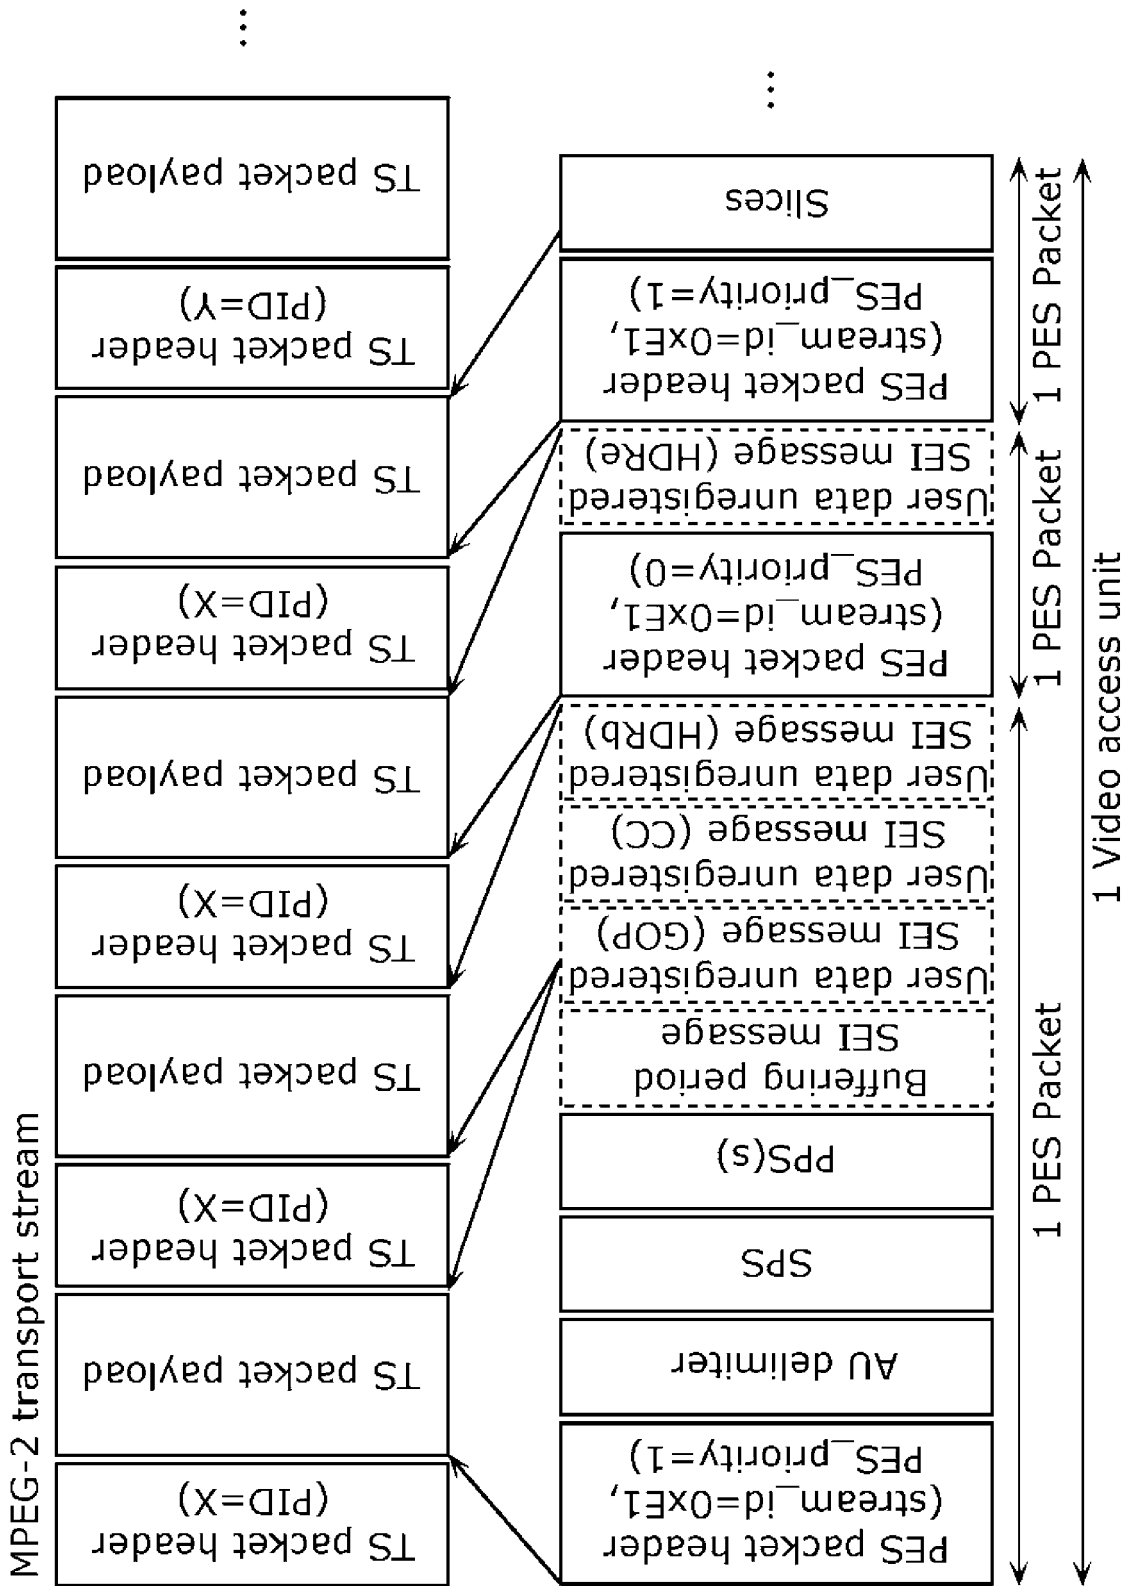 1 Video access unit
1 PES Packet
1 PES Packet
1 PES Packet
PES packet header
(stream_id=0xE1,
PES_priority=1)
AU delimiter
SPS
PPS(s)
Buffering period
SEI message
User data unregistered
SEI message (GOP)
User data unregistered
SEI message (CC)
User data unregistered
SEI message (HDRb)
PES packet header
(stream_id=0xE1,
PES_priority=0)
User data unregistered
SEI message (HDRe)
PES packet header
(stream_id=0xE1,
PES_priority=1)
Slices
...
MPEG-2 transport stream
TS packet header
(PID=X)
TS packet payload
TS packet header
(PID=X)
TS packet payload
TS packet header
(PID=X)
TS packet payload
TS packet header
(PID=X)
TS packet payload
TS packet header
(PID=Y)
TS packet payload
...